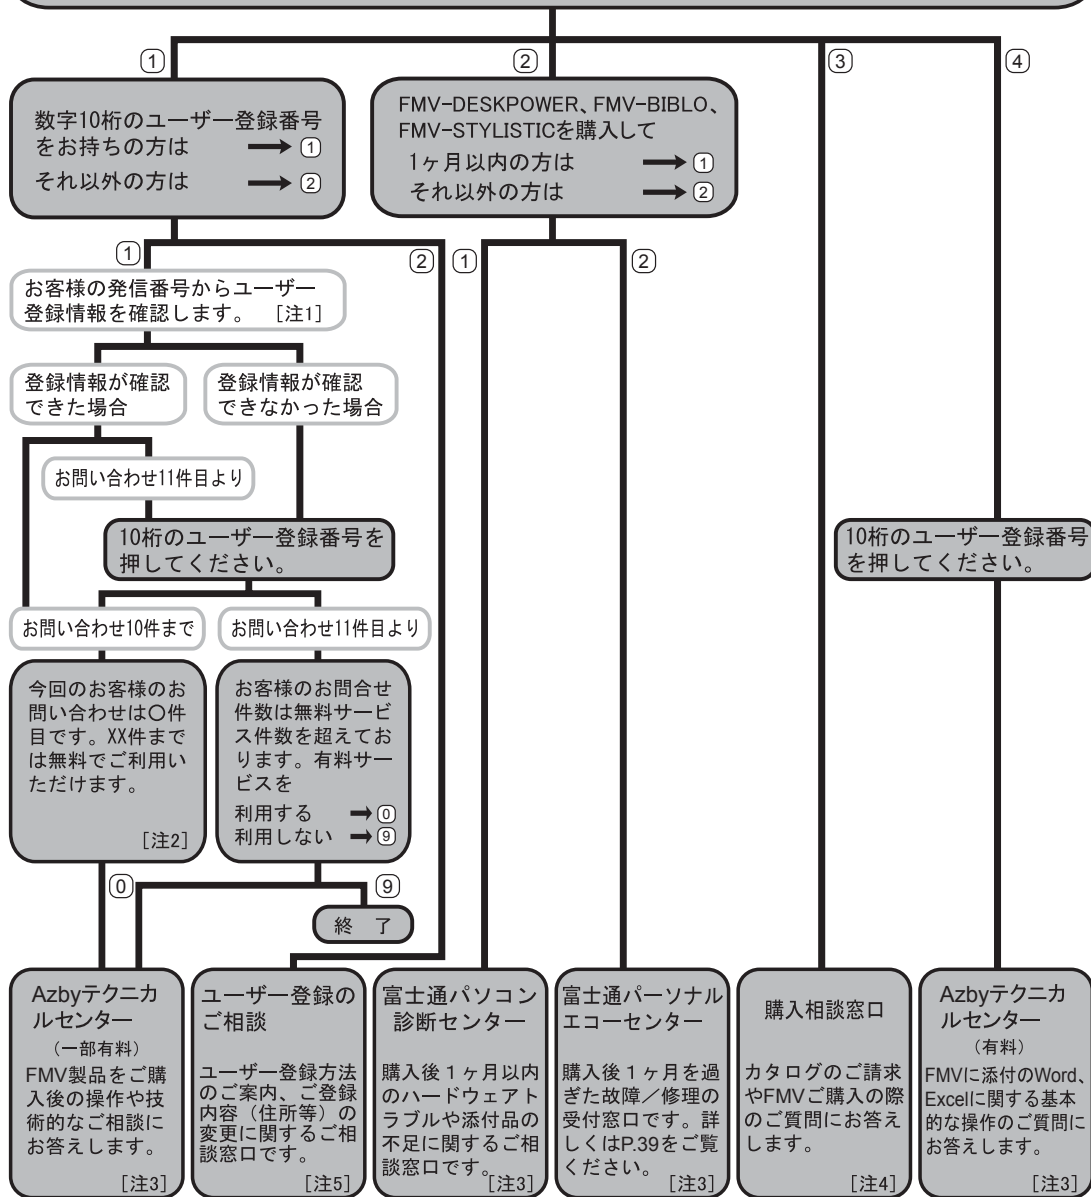 ①
②
③
④
数字10桁のユーザー登録番号
をお持ちの方は → ①
それ以外の方は → ②
FMV-DESKPOWER、FMV-BIBLO、
FMV-STYLISTICを購入して
1ヶ月以内の方は → ①
それ以外の方は → ②
①
②
①
②
お客様の発信番号からユーザー
登録情報を確認します。 [注1]
登録情報が確認
できた場合
登録情報が確認
できなかった場合
お問い合わせ11件目より
10桁のユーザー登録番号を
押してください。
10桁のユーザー登録番号
を押してください。
お問い合わせ10件まで
お問い合わせ11件目より
今回のお客様のお
問い合わせは○件
目です。XX件まで
は無料でご利用い
ただけます。
[注2]
お客様のお問合せ
件数は無料サービ
ス件数を超えてお
ります。有料サー
ビスを
利用する → ⓪
利用しない → ⑨
⓪
⑨
終 了
Azbyテクニカ
ルセンター
(一部有料)
FMV製品をご購
入後の操作や技
術的なご相談に
お答えします。
[注3]
ユーザー登録の
ご相談
ユーザー登録方法
のご案内、ご登録
内容（住所等）の
変更に関するご相
談窓口です。
[注5]
富士通パソコン
診断センター
購入後１ヶ月以内
のハードウェアト
ラブルや添付品の
不足に関するご相
談窓口です。
[注3]
富士通パーソナル
エコーセンター
購入後１ヶ月を過
ぎた故障／修理の
受付窓口です。詳
しくはP.39をご覧
ください。
[注3]
購入相談窓口
カタログのご請求
やFMVご購入の際
のご質問にお答え
します。
[注4]
Azbyテクニカ
ルセンター
(有料)
FMVに添付のWord、
Excelに関する基本
的な操作のご質問に
お答えします。
[注3]